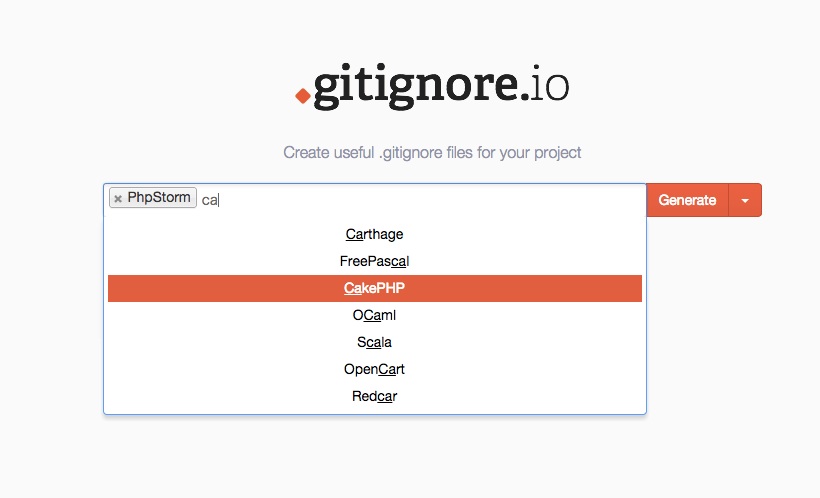 .gitignore.io
Create useful .gitignore files for your project
× PhpStorm ca Generate
Carthage
FreePascal
CakePHP
OCaml
Scala
OpenCart
Redcar